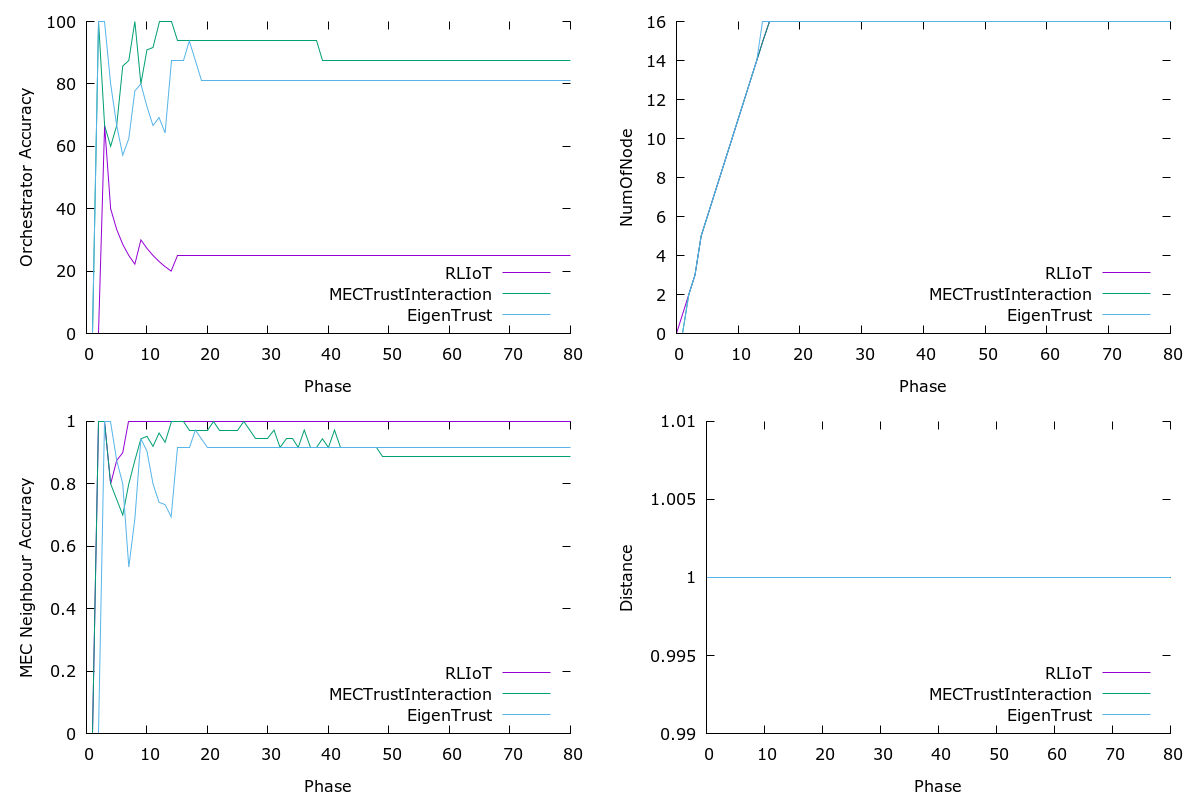 100
80
60
40
20
0
Orchestrator Accuracy
RLIoT
MECTrustInteraction
EigenTrust
0 10 20 30 40 50 60 70 80
Phase
16
14
12
10
8
6
4
2
0
NumOfNode
RLIoT
MECTrustInteraction
EigenTrust
0 10 20 30 40 50 60 70 80
Phase
1
0.8
0.6
0.4
0.2
0
MEC Neighbour Accuracy
RLIoT
MECTrustInteraction
EigenTrust
0 10 20 30 40 50 60 70 80
Phase
1.01
1.005
1
0.995
0.99
Distance
RLIoT
MECTrustInteraction
EigenTrust
0 10 20 30 40 50 60 70 80
Phase